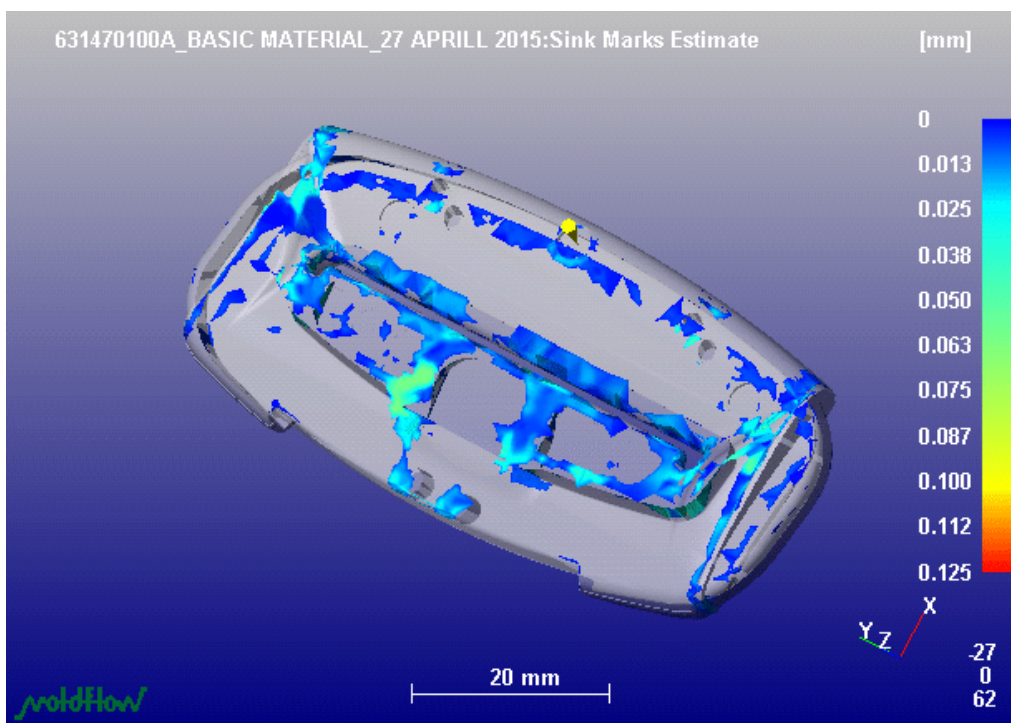 631470100A_BASIC MATERIAL_27 APRILL 2015:Sink Marks Estimate [mm]
0
0.013
0.025
0.038
0.050
0.063
0.075
0.087
0.100
0.112
0.125
X
Y
Z
-27
0
62
20 mm
moldflow